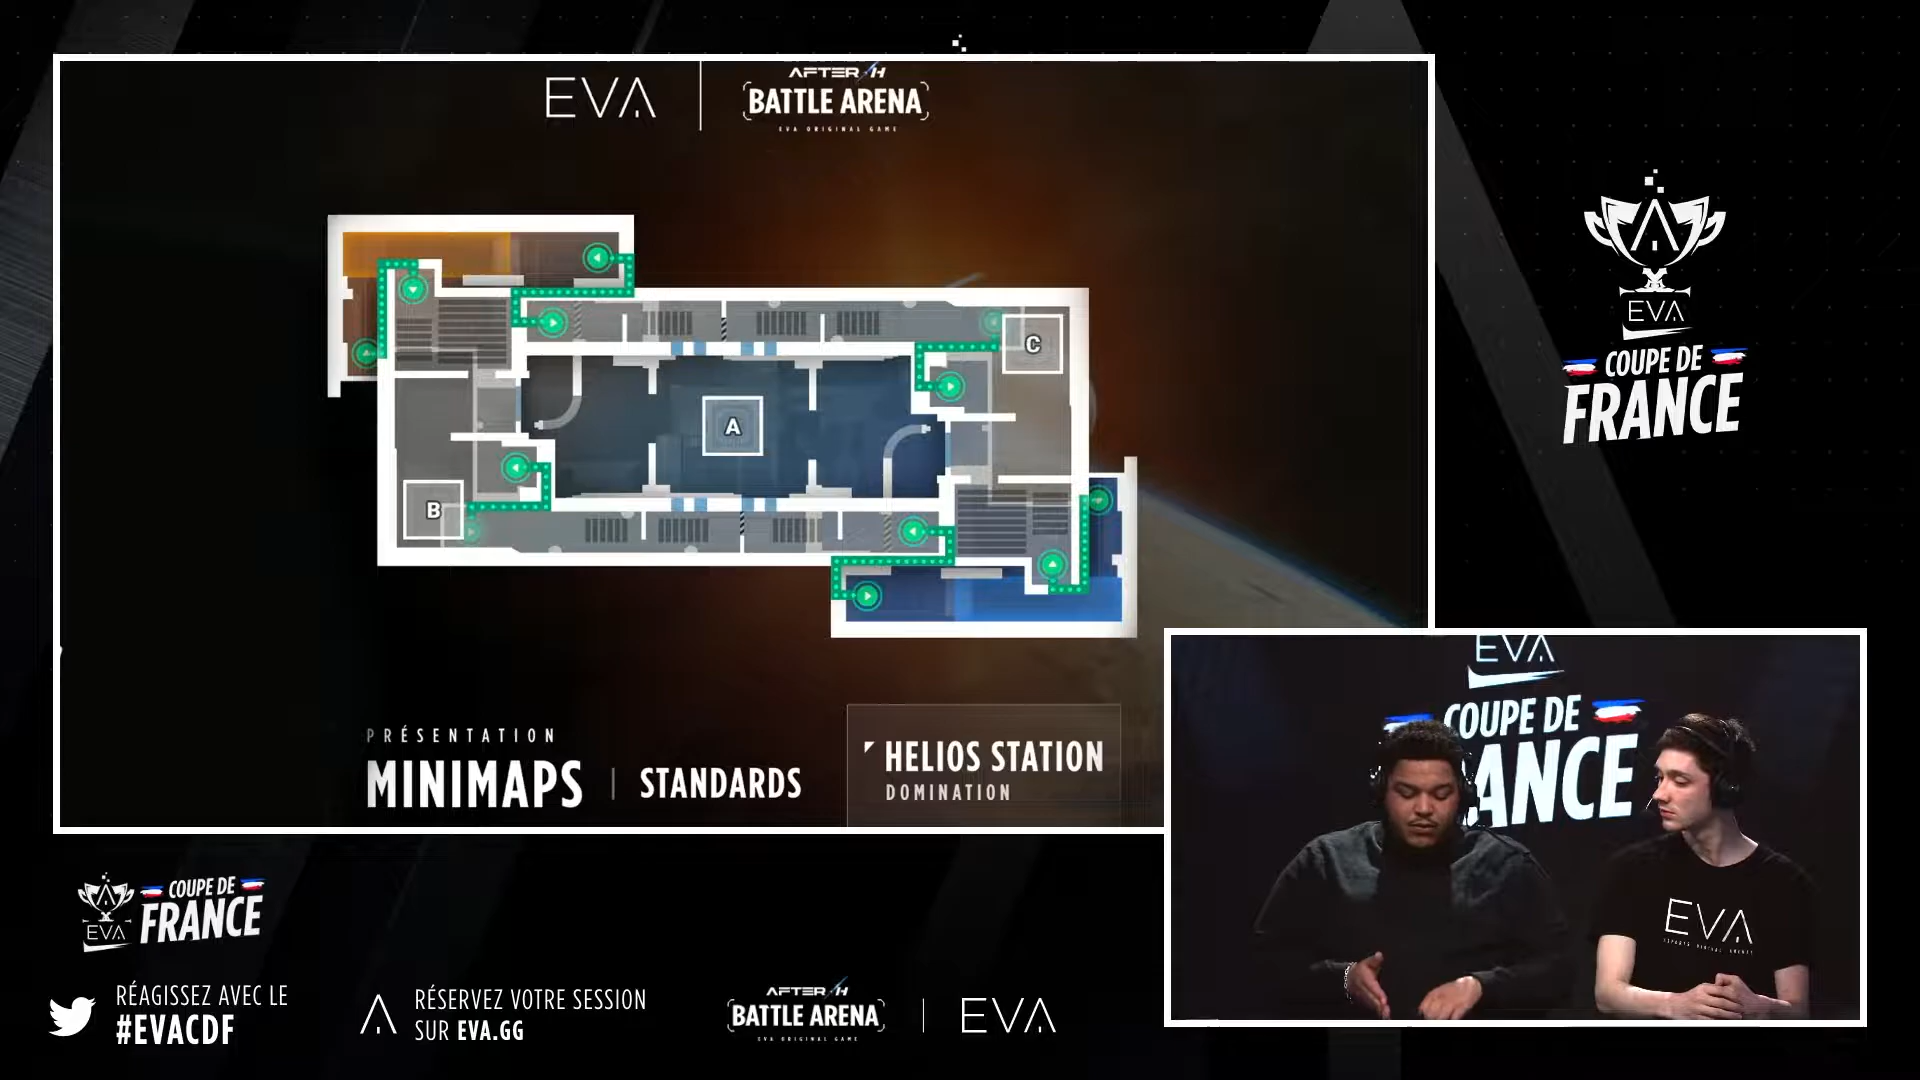 EVA
AFTER-H
BATTLE ARENA
EVA ORIGINAL GAME
C
A
B
PRÉSENTATION
MINIMAPS | STANDARDS
HELIOS STATION
DOMINATION
EVA
COUPE DE
FRANCE
EVA
COUPE DE
ANCE
EVA
EVA
COUPE DE
FRANCE
RÉAGISSEZ AVEC LE
#EVACDF
RÉSERVEZ VOTRE SESSION
SUR EVA.GG
AFTER-H
BATTLE ARENA
EVA ORIGINAL GAME
EVA